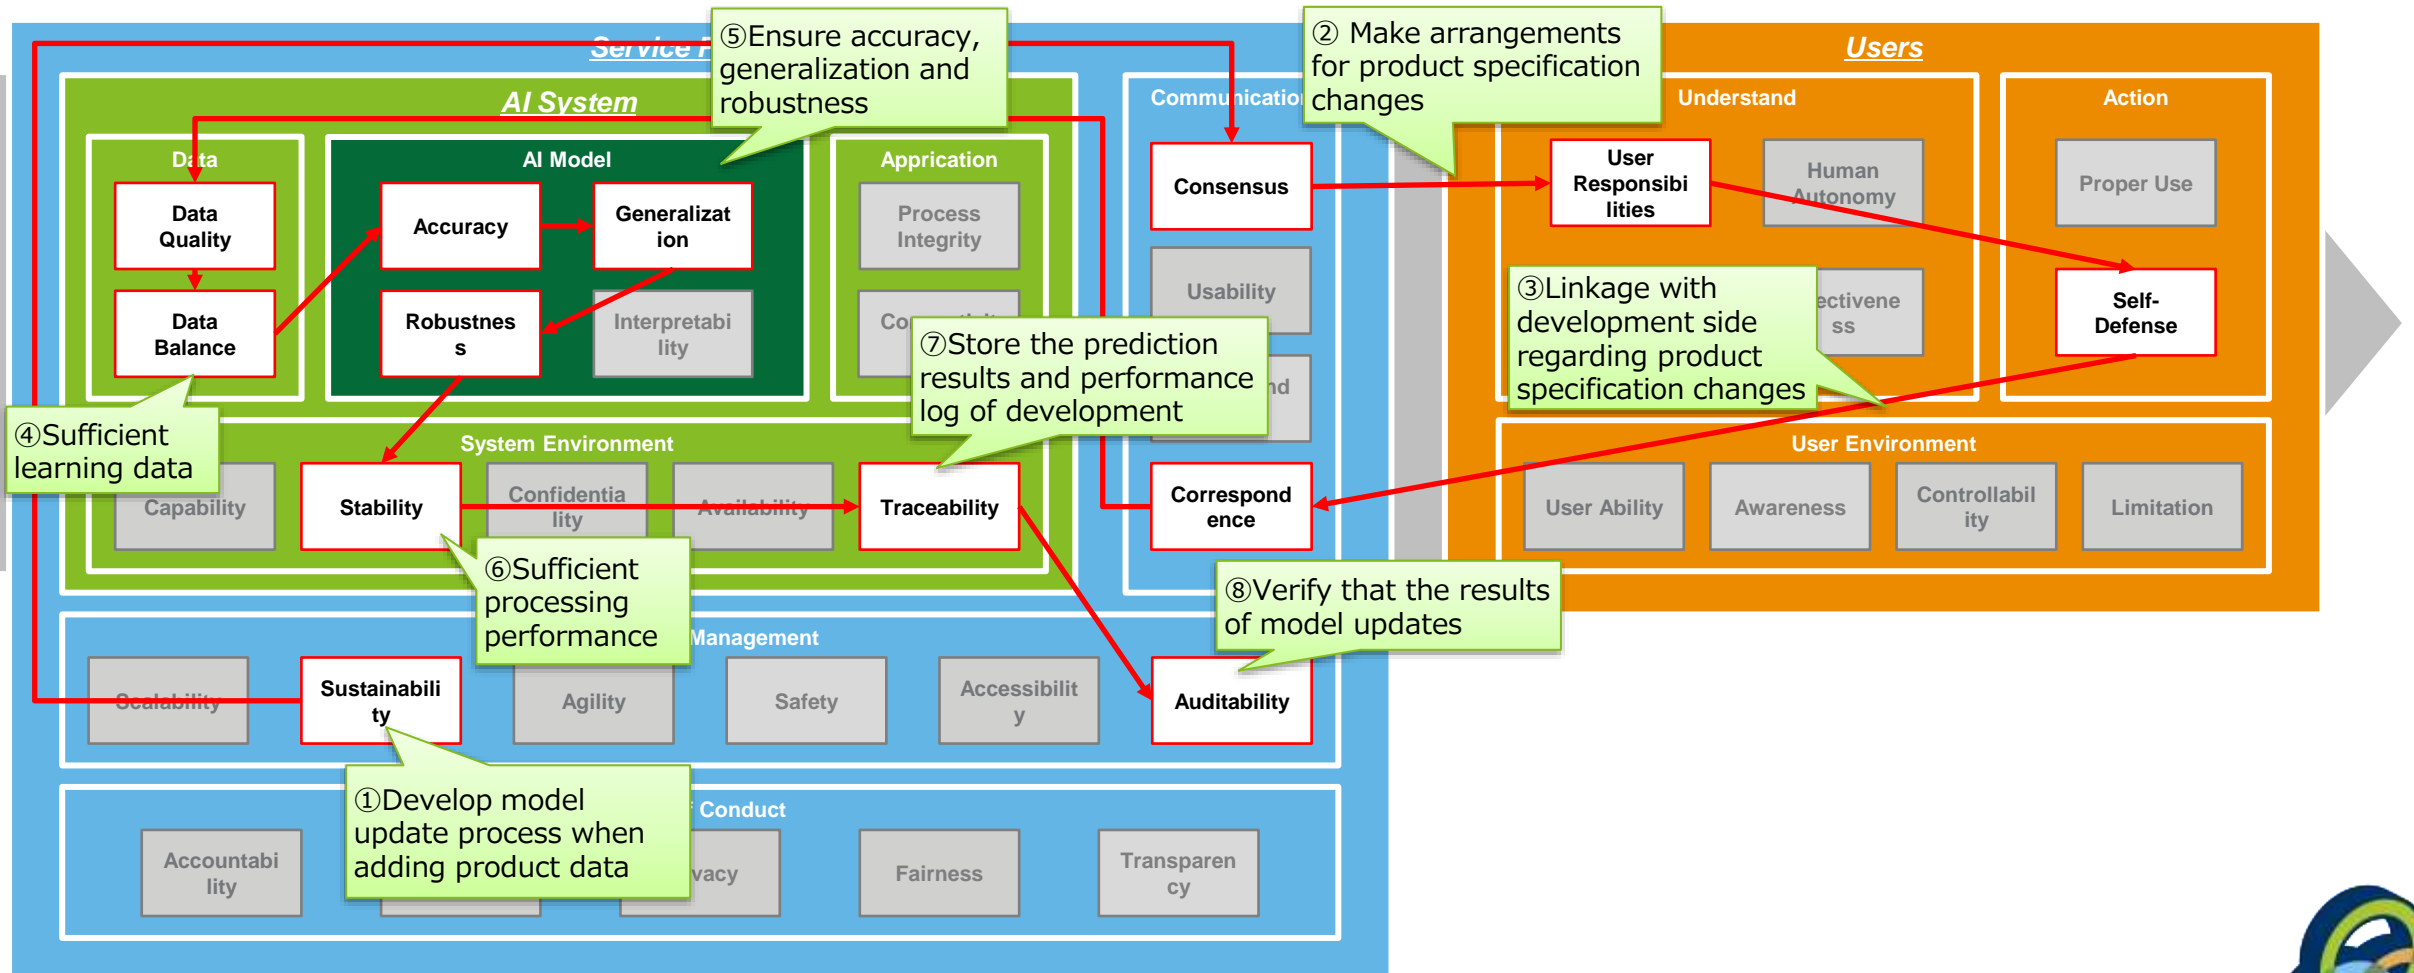 Service
⑤Ensure accuracy,
generalization and
robustness
② Make arrangements
for product specification
changes
Users
AI System
Communication
Understand
Action
Data
AI Model
Apprication
Data
Quality
Accuracy
Generalizat
ion
Process
Integrity
Consensus
User
Responsibi
lities
Human
Autonomy
Proper Use
Data
Balance
Robustnes
s
Interpretabi
lity
Usability
③Linkage with
development side
regarding product
specification changes
ectivene
ss
Self-
Defense
⑦Store the prediction
results and performance
log of development
nd
④Sufficient
learning data
System Environment
User Environment
Capability
Stability
Confidentia
lity
Availability
Traceability
Correspond
ence
User Ability
Awareness
Controllabil
ity
Limitation
⑥Sufficient
processing
performance
⑧Verify that the results
of model updates
Management
Scalability
Sustainabili
ty
Agility
Safety
Accessibilit
y
Auditability
①Develop model
update process when
adding product data
Conduct
Accountabi
lity
vacy
Fairness
Transparen
cy